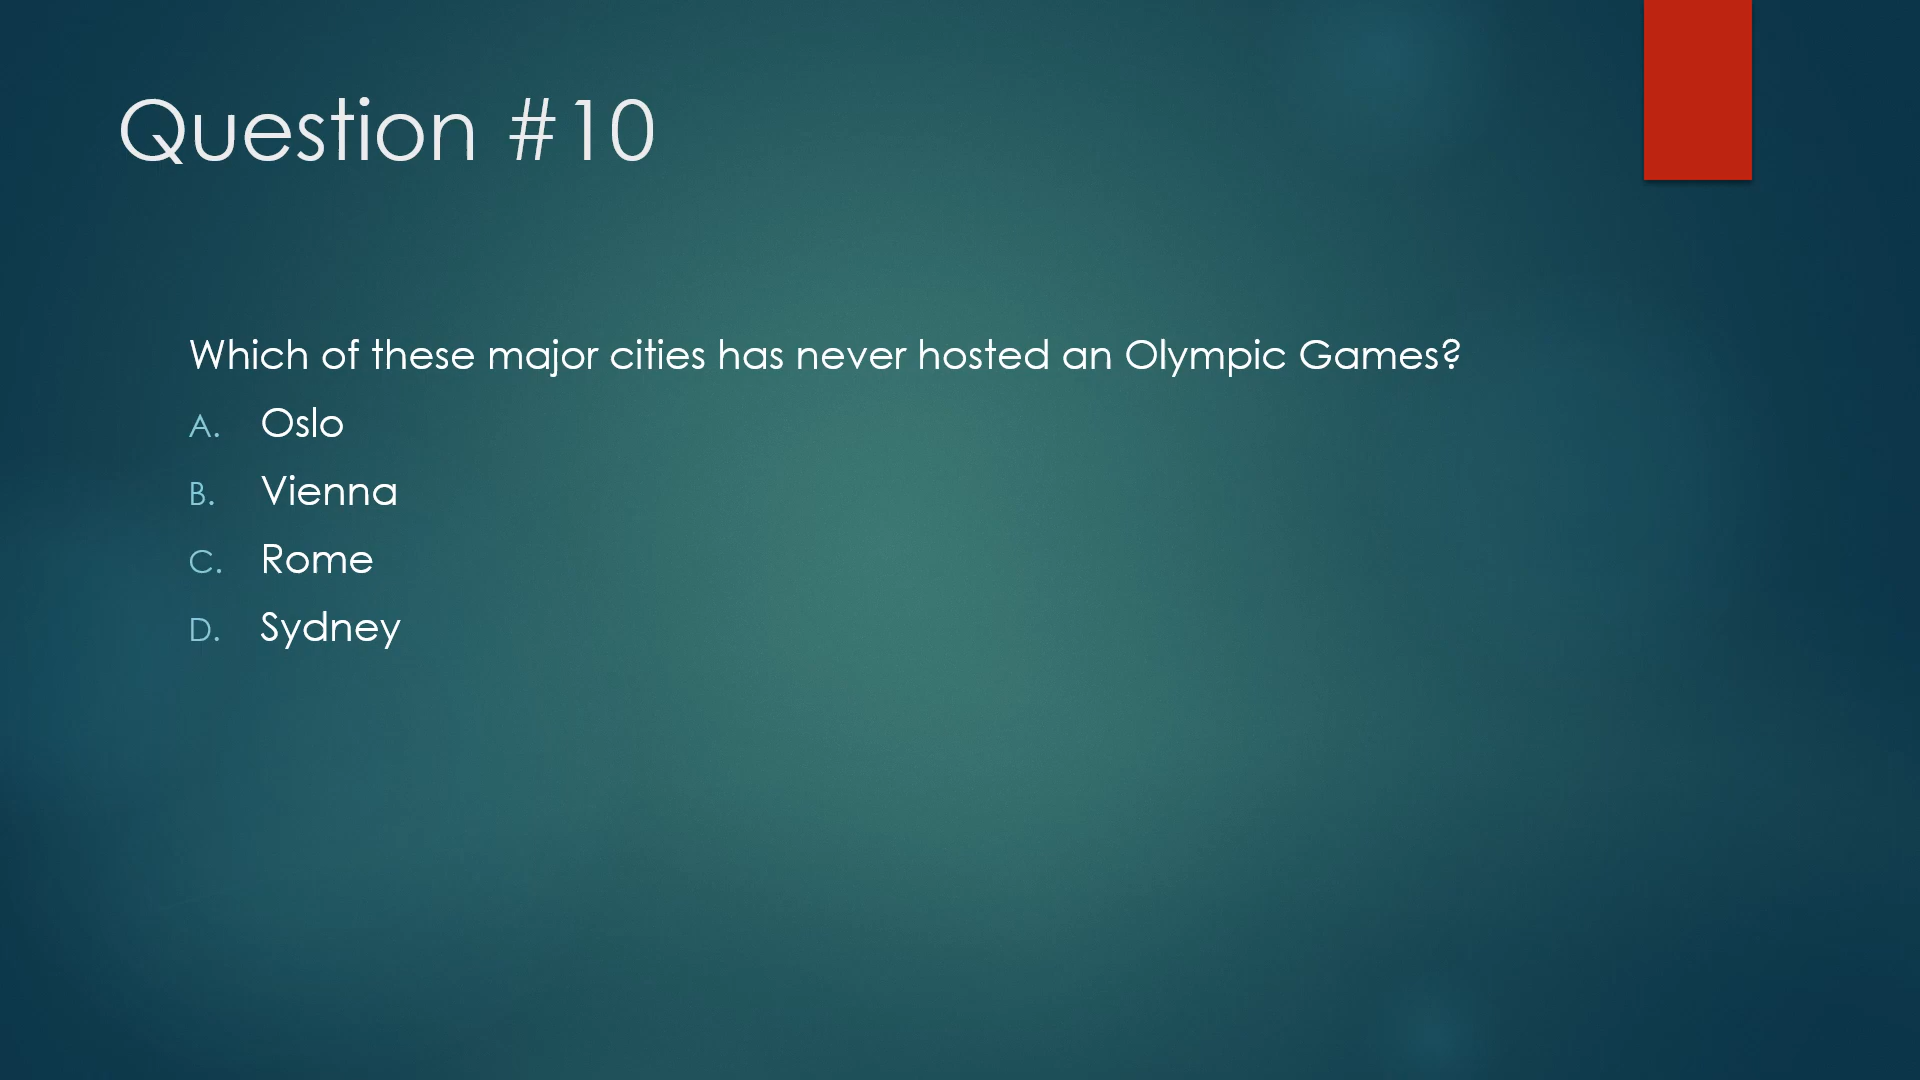 Question #10
Which of these major cities has never hosted an Olympic Games?
A. Oslo
B. Vienna
C. Rome
D. Sydney